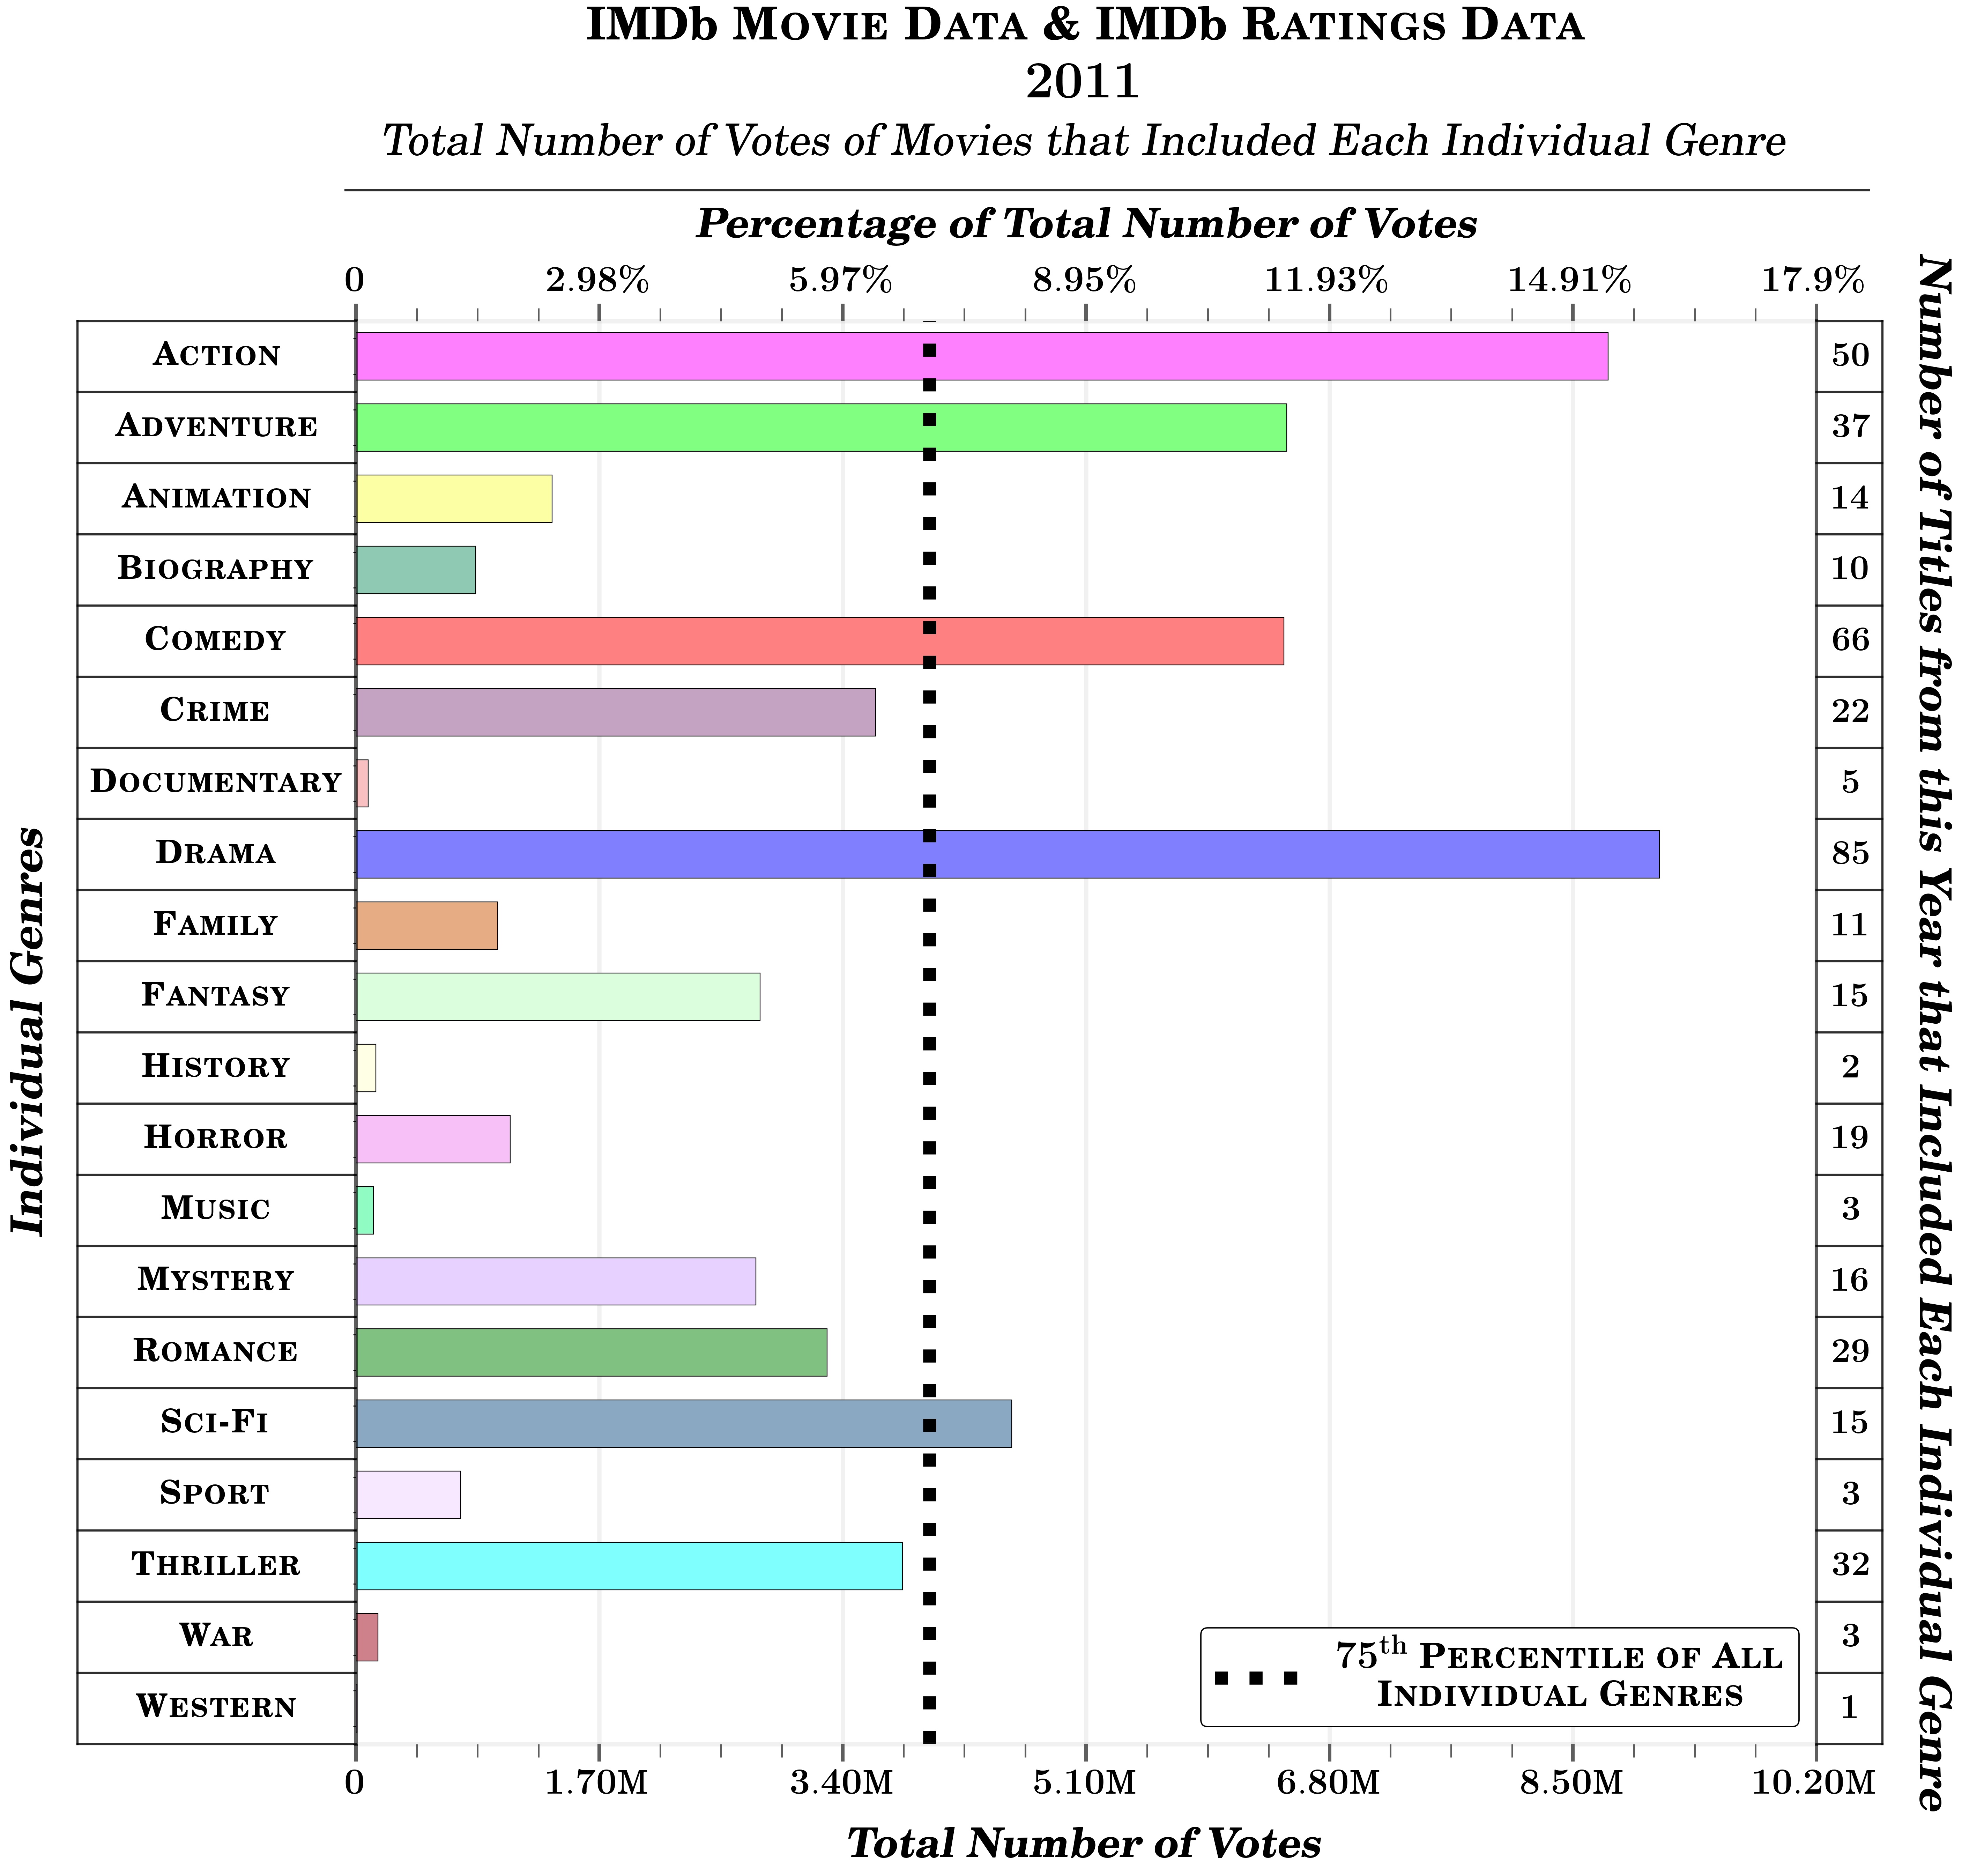 IMDb Movie Data & IMDb Ratings Data
2011
Total Number of Votes of Movies that Included Each Individual Genre
Percentage of Total Number of Votes
0 2.98% 5.97% 8.95% 11.93% 14.91% 17.9%
Individual Genres
Number of Titles from this Year that Included Each Individual Genre
Action 50
Adventure 37
Animation 14
Biography 10
Comedy 66
Crime 22
Documentary 5
Drama 85
Family 11
Fantasy 15
History 2
Horror 19
Music 3
Mystery 16
Romance 29
Sci-Fi 15
Sport 3
Thriller 32
War 3
Western 1
75th Percentile of All
Individual Genres
0 1.70M 3.40M 5.10M 6.80M 8.50M 10.20M
Total Number of Votes